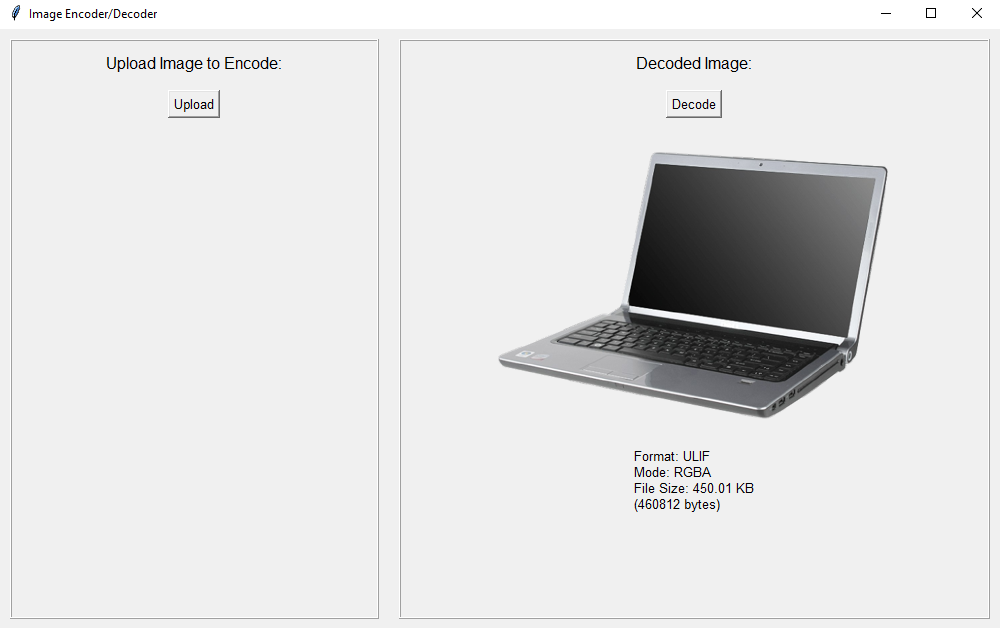 Image Encoder/Decoder
Upload Image to Encode:
Upload
Decoded Image:
Decode
Format: ULIF
Mode: RGBA
File Size: 450.01 KB
(460812 bytes)